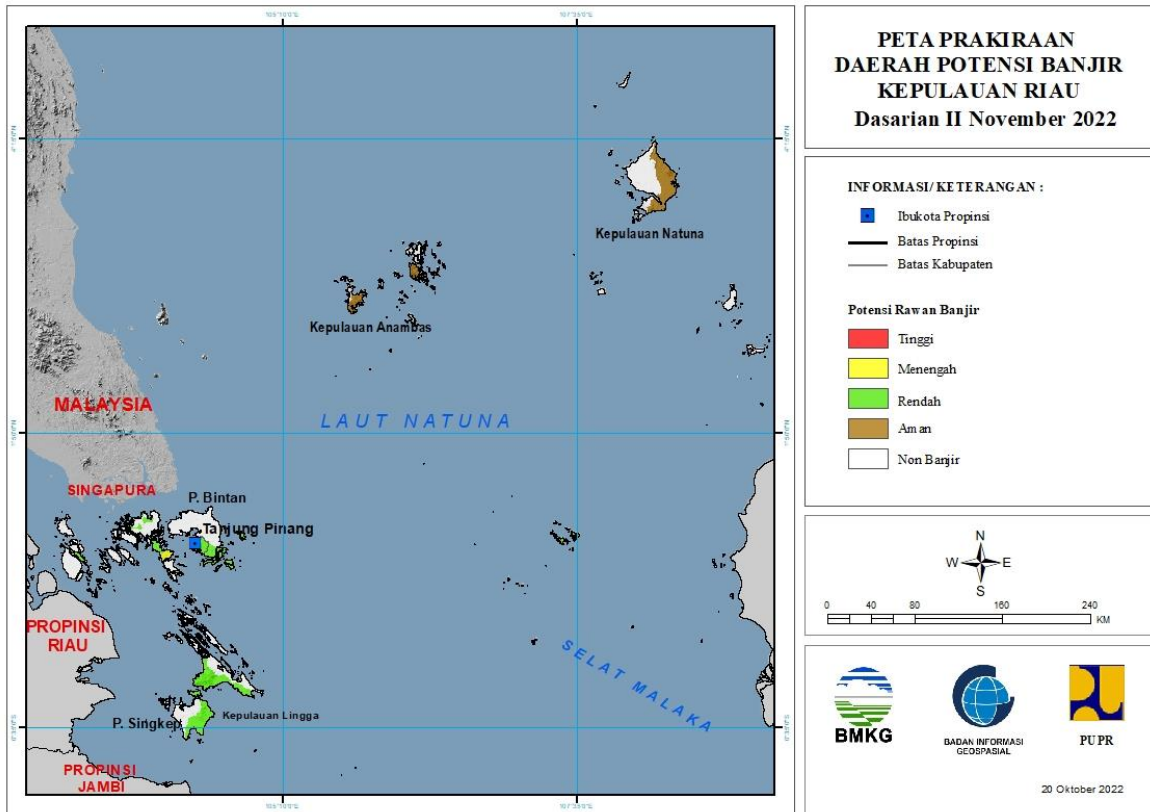 PETA PRAKIRAAN
DAERAH POTENSI BANJIR
KEPULAUAN RIAU
Dasarian II November 2022
INFORMASI/ KETERANGAN :
Ibukota Propinsi
Batas Propinsi
Batas Kabupaten
Potensi Rawan Banjir
Tinggi
Menengah
Rendah
Aman
Non Banjir
N
W E
S
0 40 80 160 240
KM
BMKG
BADAN INFORMASI
GEOSPASIAL
PUPR
20 Oktober 2022
Kepulauan Natuna
Kepulauan Anambas
MALAYSIA
LAUT NATUNA
SINGAPURA
P. Bintan
Tanjung Pinang
PROPINSI
RIAU
SELAT MALAKA
P. Singkep
Kepulauan Lingga
PROPINSI
JAMBI